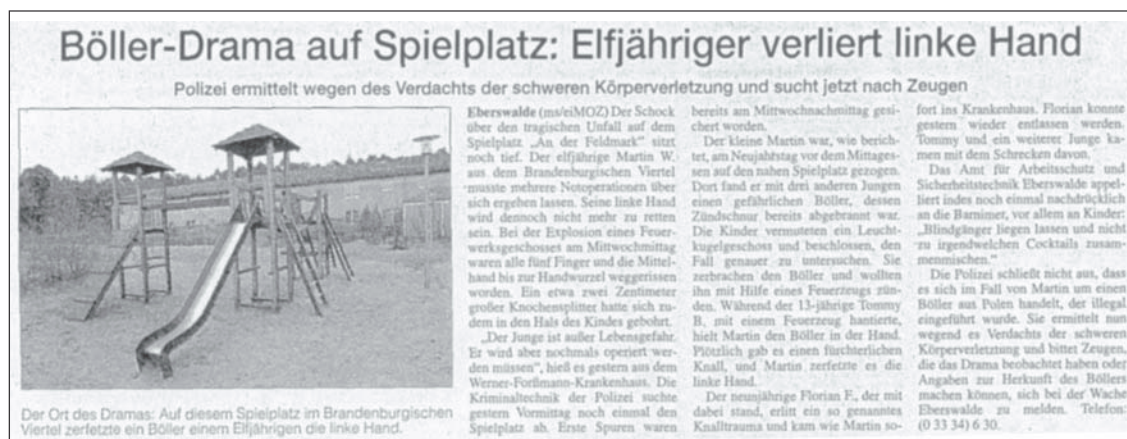 Böller-Drama auf Spielplatz: Elfjähriger verliert linke Hand
Polizei ermittelt wegen des Verdachts der schweren Körperverletzung und sucht jetzt nach Zeugen
Der Ort des Dramas: Auf diesem Spielplatz im Brandenburgischen
Viertel zerfetzte ein Böller einem Elfjährigen die linke Hand.
Eberswalde (ms/eiMOZ) Der Schock
über den tragischen Unfall auf dem
Spielplatz „An der Feldmark" sitzt
noch tief. Der elfjährige Martin W.
aus dem Brandenburgischen Viertel
musste mehrere Notoperationen über
sich ergehen lassen. Seine linke Hand
wird dennoch nicht mehr zu retten
sein. Bei der Explosion eines Feuer-
werksgeschosses am Mittwochmittag
waren alle fünf Finger und die Mittel-
hand bis zur Handwurzel weggerissen
worden. Ein etwa zwei Zentimeter
großer Knochensplitter hatte sich zu-
dem in den Hals des Kindes gebohrt.
„Der Junge ist außer Lebensgefahr.
Er wird aber nochmals operiert wer-
den müssen", hieß es gestern aus dem
Werner-Forßmann-Krankenhaus. Die
Kriminaltechnik der Polizei suchte
gestern Vormittag noch einmal den
Spielplatz ab. Erste Spuren waren
bereits am Mittwochnachmittag gesi-
chert worden.
Der kleine Martin war, wie berich-
tet, am Neujahrstag vor dem Mittages-
sen auf den nahen Spielplatz gezogen.
Dort fand er mit drei anderen Jungen
einen gefährlichen Böller, dessen
Zündschnur bereits abgebrannt war.
Die Kinder vermuteten ein Leucht-
kugelgeschoss und beschlossen, den
Fall genauer zu untersuchen. Sie
zerbrachen den Böller und wollten
ihn mit Hilfe eines Feuerzeugs zün-
den. Während der 13-jährige Tommy
B. mit einem Feuerzeug hantierte,
hielt Martin den Böller in der Hand.
Plötzlich gab es einen fürchterlichen
Knall, und Martin zerfetzte es die
linke Hand.
Der neunjährige Florian F., der mit
dabei stand, erlitt ein so genanntes
Knalltrauma und kam wie Martin so-
fort ins Krankenhaus. Florian konnte
gestern wieder entlassen werden.
Tommy und ein weiterer Junge ka-
men mit dem Schrecken davon.
Das Amt für Arbeitsschutz und
Sicherheitstechnik Eberswalde appel-
liert indes noch einmal nachdrücklich
an die Barnimer, vor allem an Kinder:
„Blindgänger liegen lassen und nicht
zu irgendwelchen Cocktails zusam-
menmischen."
Die Polizei schließt nicht aus, dass
es sich im Fall von Martin um einen
Böller aus Polen handelt, der illegal
eingeführt wurde. Sie ermittelt nun
wegend es Verdachts der schweren
Körperverletztung und bittet Zeugen,
die das Drama beobachtet haben oder
Angaben zur Herkunft des Böllers
machen können, sich bei der Wache
Eberswalde zu melden. Telefon:
(0 33 34) 6 30.